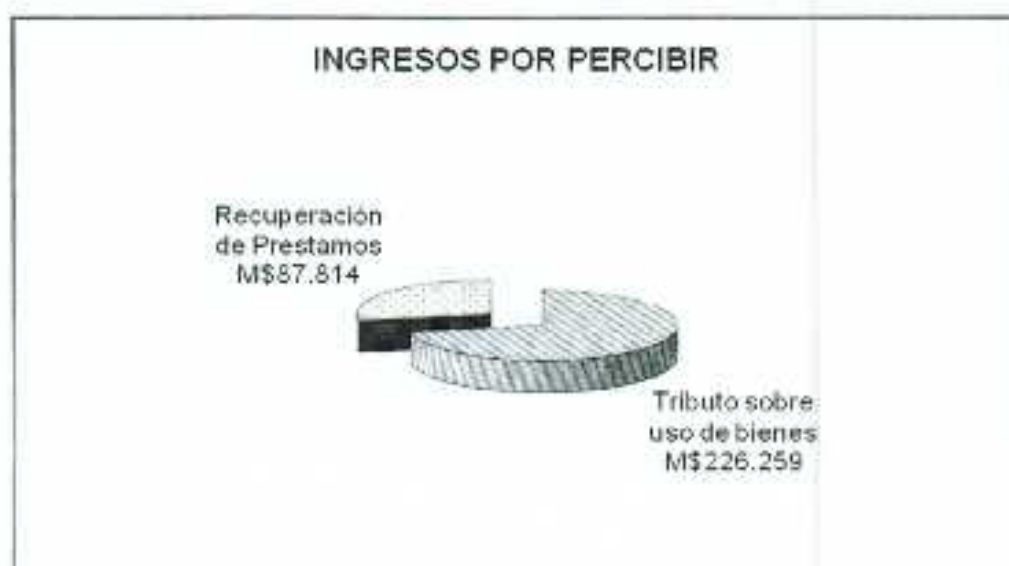 INGRESOS POR PERCIBIR
Recuperación
de Prestamos
M$87.814
Tributo sobre
uso de bienes
M$226.259